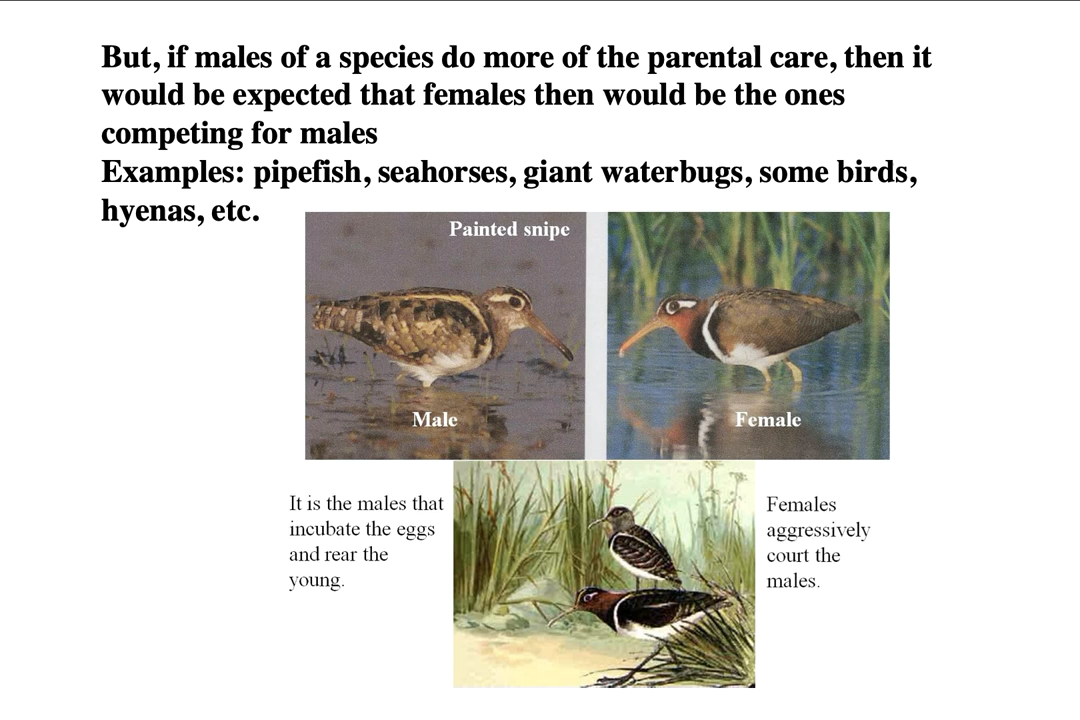 But, if males of a species do more of the parental care, then it
would be expected that females then would be the ones
competing for males
Examples: pipefish, seahorses, giant waterbugs, some birds,
hyenas, etc.
Painted snipe
Male
Female
It is the males that
incubate the eggs
and rear the
young.
Females
aggressively
court the
males.